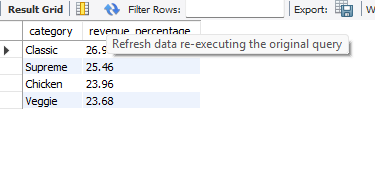 Result Grid Filter Rows: Export: W
category revenue_percentage
Classic 26.9
Refresh data re-executing the original query
Supreme 25.46
Chicken 23.96
Veggie 23.68